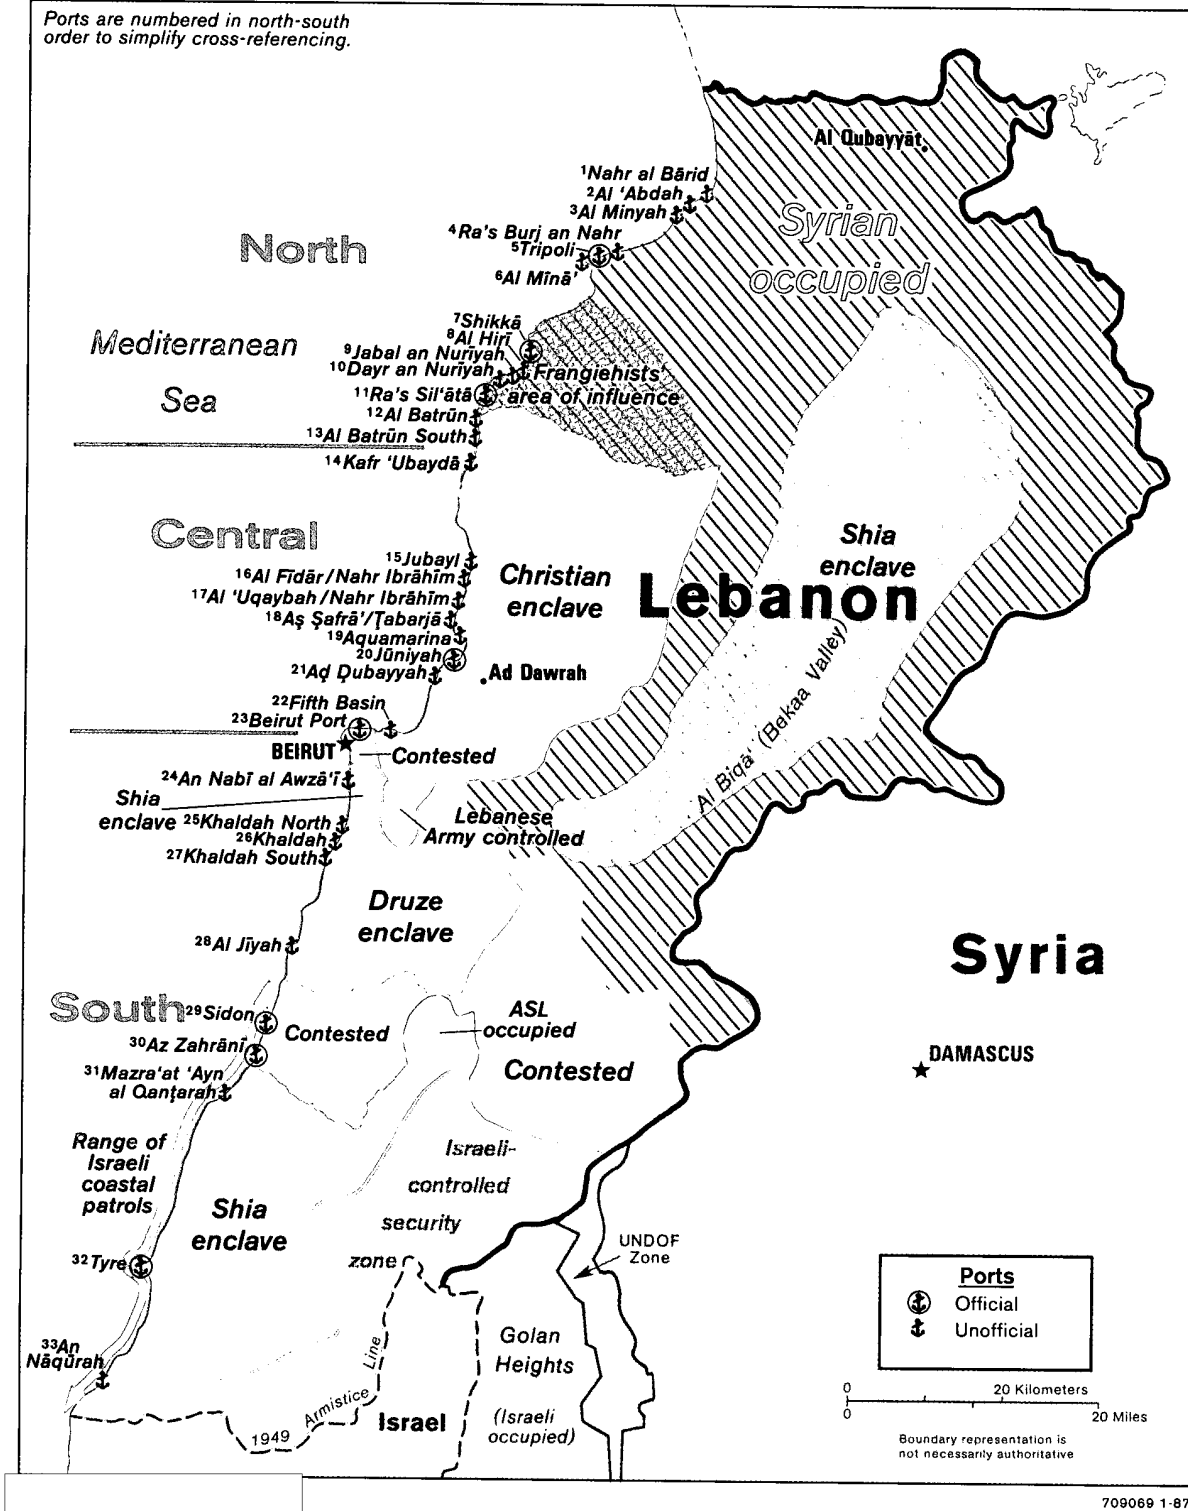 Ports are numbered in north-south
order to simplify cross-referencing.
Al Qubayyāt
¹Nahr al Bārid
²Al ‘Abdah
³Al Minyah
⁴Ra's Burj an Nahr
⁵Tripoli
⁶Al Mīnā'
Syrian
occupied
North
Mediterranean
Sea
⁷Shikkā
⁸Al Hirī
⁹Jabal an Nurīyah
¹⁰Dayr an Nurīyah
¹¹Ra's Sil‘ātā
¹²Al Batrūn
¹³Al Batrūn South
¹⁴Kafr ‘Ubaydā
Frangiehists'
area of influence
Central
¹⁵Jubayl
¹⁶Al Fīdār/Nahr Ibrāhīm
¹⁷Al ‘Uqaybah/Nahr Ibrāhīm
¹⁸Aş Şafrā'/Ţabarjā
¹⁹Aquamarina
²⁰Jūniyah
²¹Aḑ Ḑubayyah
Christian
enclave
Lebanon
Shia
enclave
Ad Dawrah
Al Biqā‘ (Bekaa Valley)
²²Fifth Basin
²³Beirut Port
BEIRUT
Contested
²⁴An Nabī al Awzā‘ī
Shia
enclave
²⁵Khaldah North
²⁶Khaldah
²⁷Khaldah South
Lebanese
Army controlled
Druze
enclave
²⁸Al Jīyah
Syria
South
²⁹Sidon
³⁰Az Zahrānī
³¹Mazra‘at ‘Ayn
al Qanţarah
Contested
ASL
occupied
Contested
DAMASCUS
Range of
Israeli
coastal
patrols
Israeli-
controlled
security
zone
Shia
enclave
³²Tyre
³³An
Nāqūrah
UNDOF
Zone
Golan
Heights
(Israeli
occupied)
1949
Armistice
Line
Israel
Ports
Official
Unofficial
0
20 Kilometers
0
20 Miles
Boundary representation is
not necessarily authoritative
709069 1-87